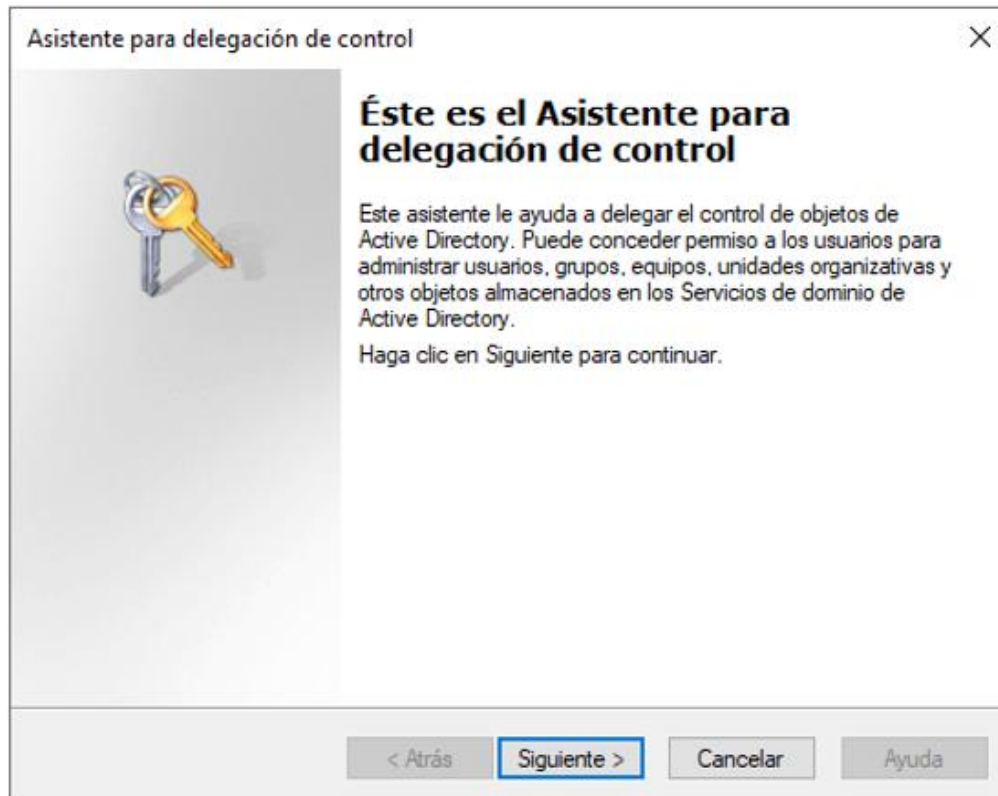 Asistente para delegación de control
Éste es el Asistente para
delegación de control
Este asistente le ayuda a delegar el control de objetos de
Active Directory. Puede conceder permiso a los usuarios para
administrar usuarios, grupos, equipos, unidades organizativas y
otros objetos almacenados en los Servicios de dominio de
Active Directory.
Haga clic en Siguiente para continuar.
< Atrás Siguiente > Cancelar Ayuda